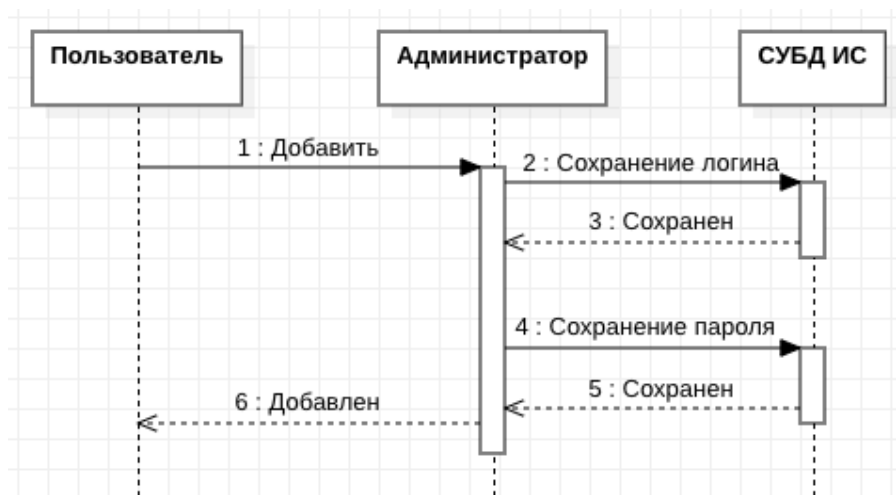 Пользователь
Администратор
СУБД ИС
1 : Добавить
2 : Сохранение логина
3 : Сохранен
4 : Сохранение пароля
5 : Сохранен
6 : Добавлен